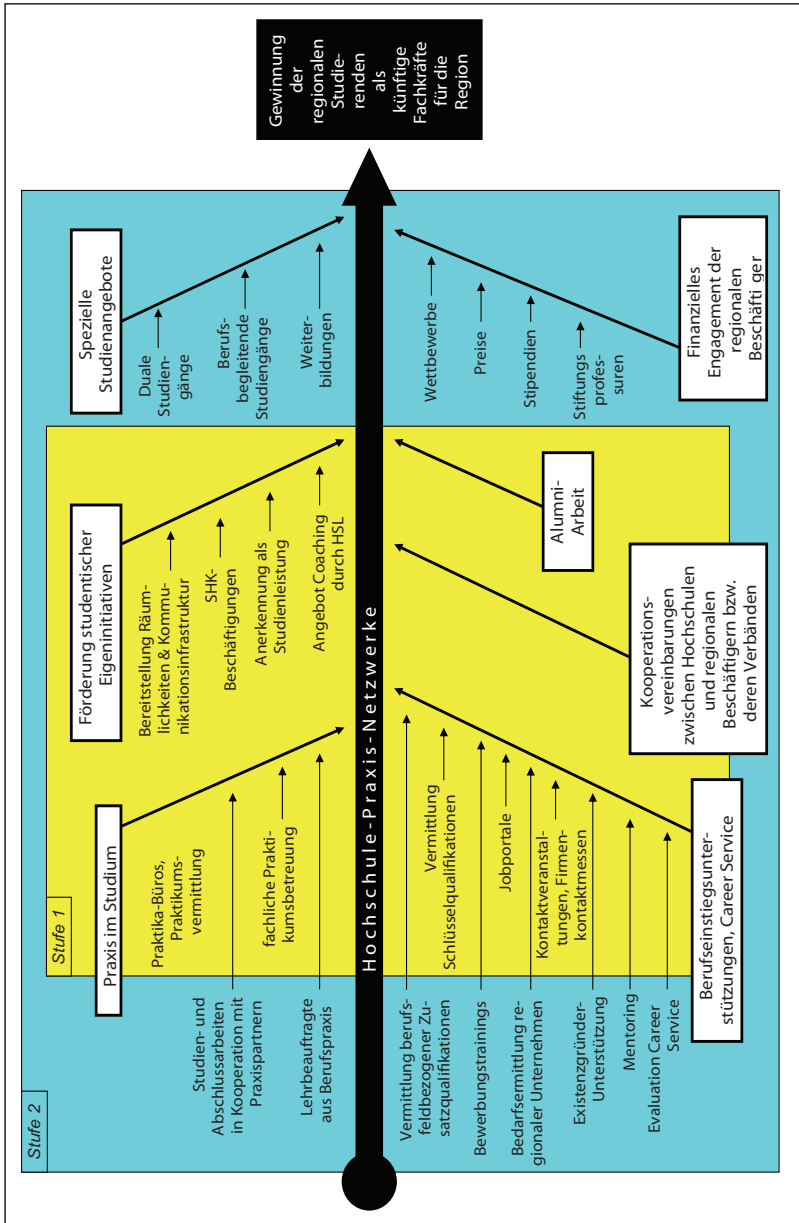 Stufe 2
Stufe 1
Praxis im Studium
Praktika-Büros,
Praktikums-
vermittlung
Studien- und
Abschlussarbeiten
in Kooperation mit
Praxispartnern
fachliche Prakti-
kumsbetreuung
Lehrbeauftragte
aus Berufspraxis
Förderung studentischer
Eigeninitiativen
Bereitstellung Räum-
lichkeiten & Kommu-
nikationsinfrastruktur
SHK-
Beschäftigungen
Anerkennung als
Studienleistung
Angebot Coaching
durch HSL
Spezielle
Studienangebote
Duale
Studien-
gänge
Berufs-
begleitende
Studiengänge
Weiter-
bildungen
Hochschule-Praxis-Netzwerke
Gewinnung
der
regionalen
Studie-
renden
als
künftige
Fachkräfte
für die
Region
Vermittlung berufs-
feldbezogener Zu-
satzqualifikationen
Vermittlung
Schlüsselqualifikationen
Bewerbungstrainings
Jobportale
Bedarfsermittlung re-
gionaler Unternehmen
Kontaktveranstal-
tungen, Firmen-
kontaktmessen
Existenzgründer-
Unterstützung
Mentoring
Evaluation Career
Service
Berufseinstiegsunter-
stützungen, Career Service
Kooperations-
vereinbarungen
zwischen Hochschulen
und regionalen
Beschäftigern bzw.
deren Verbänden
Alumni-
Arbeit
Wettbewerbe
Preise
Stipendien
Stiftungs
profes-
suren
Finanzielles
Engagement der
regionalen
Beschäfti ger